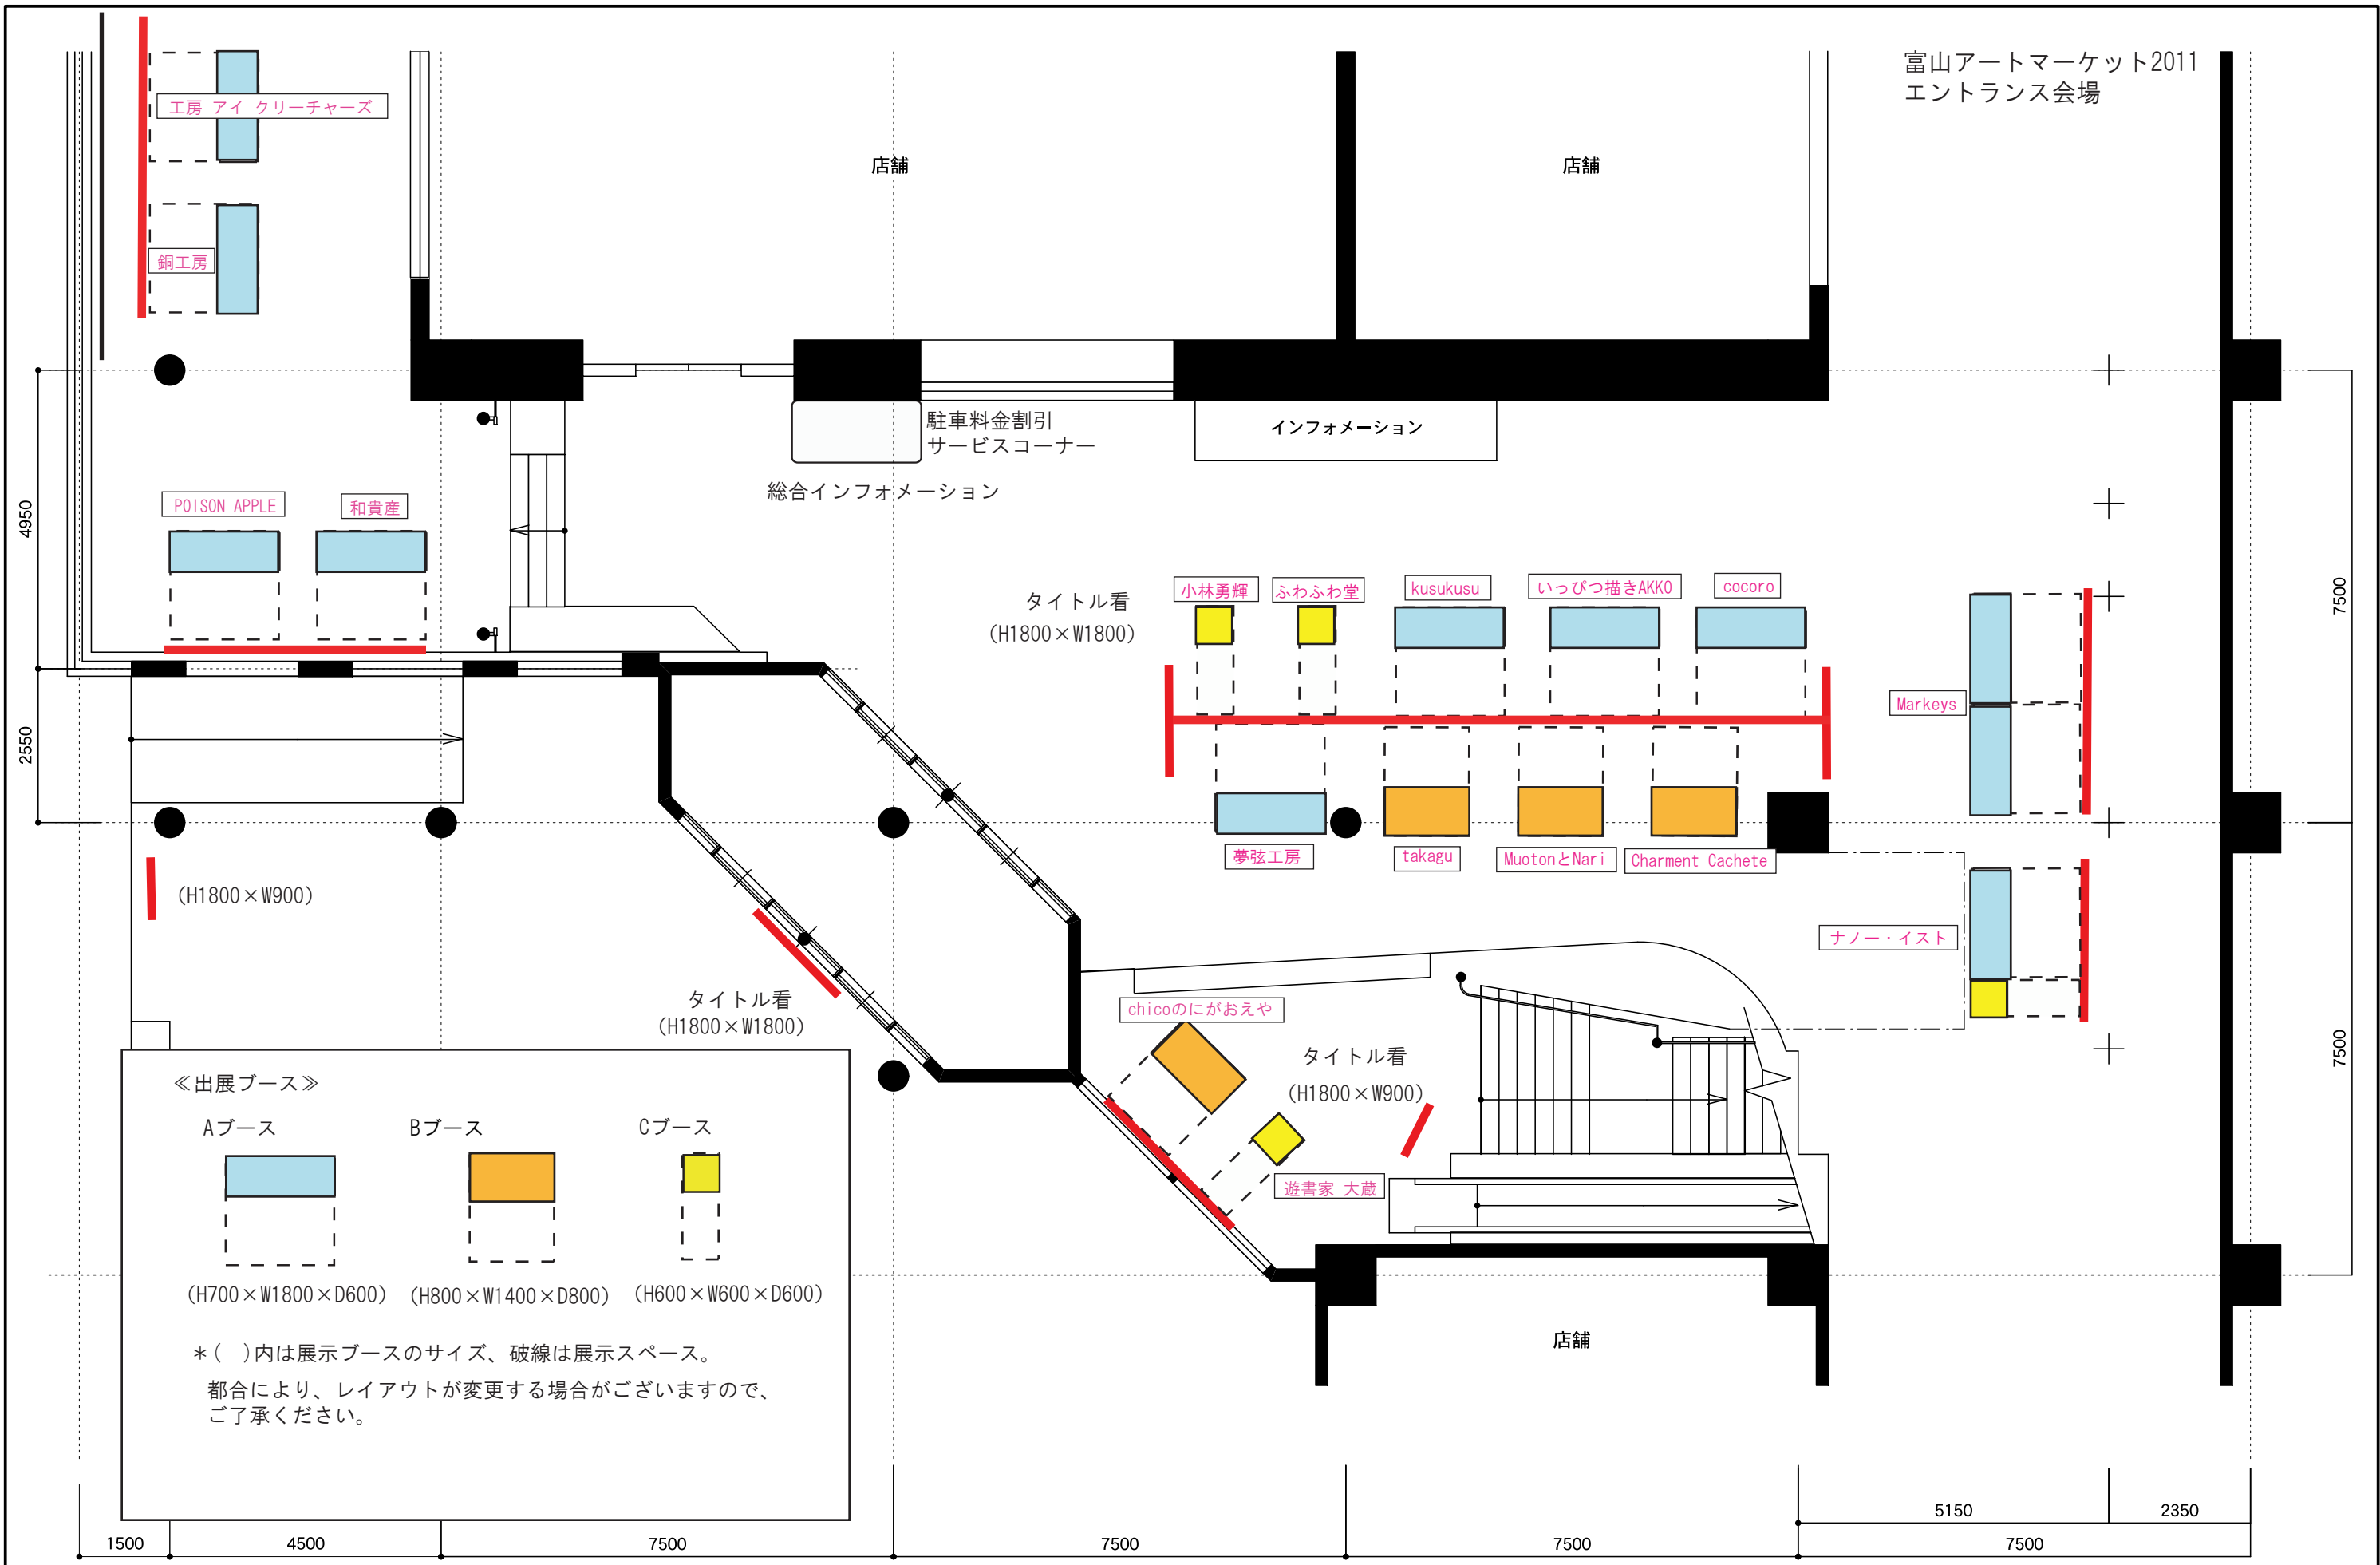 富山アートマーケット2011
エントランス会場
工房 アイ クリーチャーズ
銅工房
店舗
店舗
駐車料金割引
サービスコーナー
インフォメーション
総合インフォメーション
POISON APPLE
和貴産
4950
2550
タイトル看
(H1800×W1800)
小林勇輝
ふわふわ堂
kusukusu
いっぴつ描きAKKO
cocoro
7500
Markeys
夢弦工房
takagu
MuotonとNari
Charment Cachete
(H1800×W900)
ナノー・イスト
タイトル看
(H1800×W1800)
chicoのにがおえや
タイトル看
(H1800×W900)
遊書家 大蔵
7500
≪出展ブース≫
Aブース
Bブース
Cブース
(H700×W1800×D600)
(H800×W1400×D800)
(H600×W600×D600)
*( )内は展示ブースのサイズ、破線は展示スペース。
都合により、レイアウトが変更する場合がございますので、
ご了承ください。
店舗
5150
2350
1500
4500
7500
7500
7500
7500